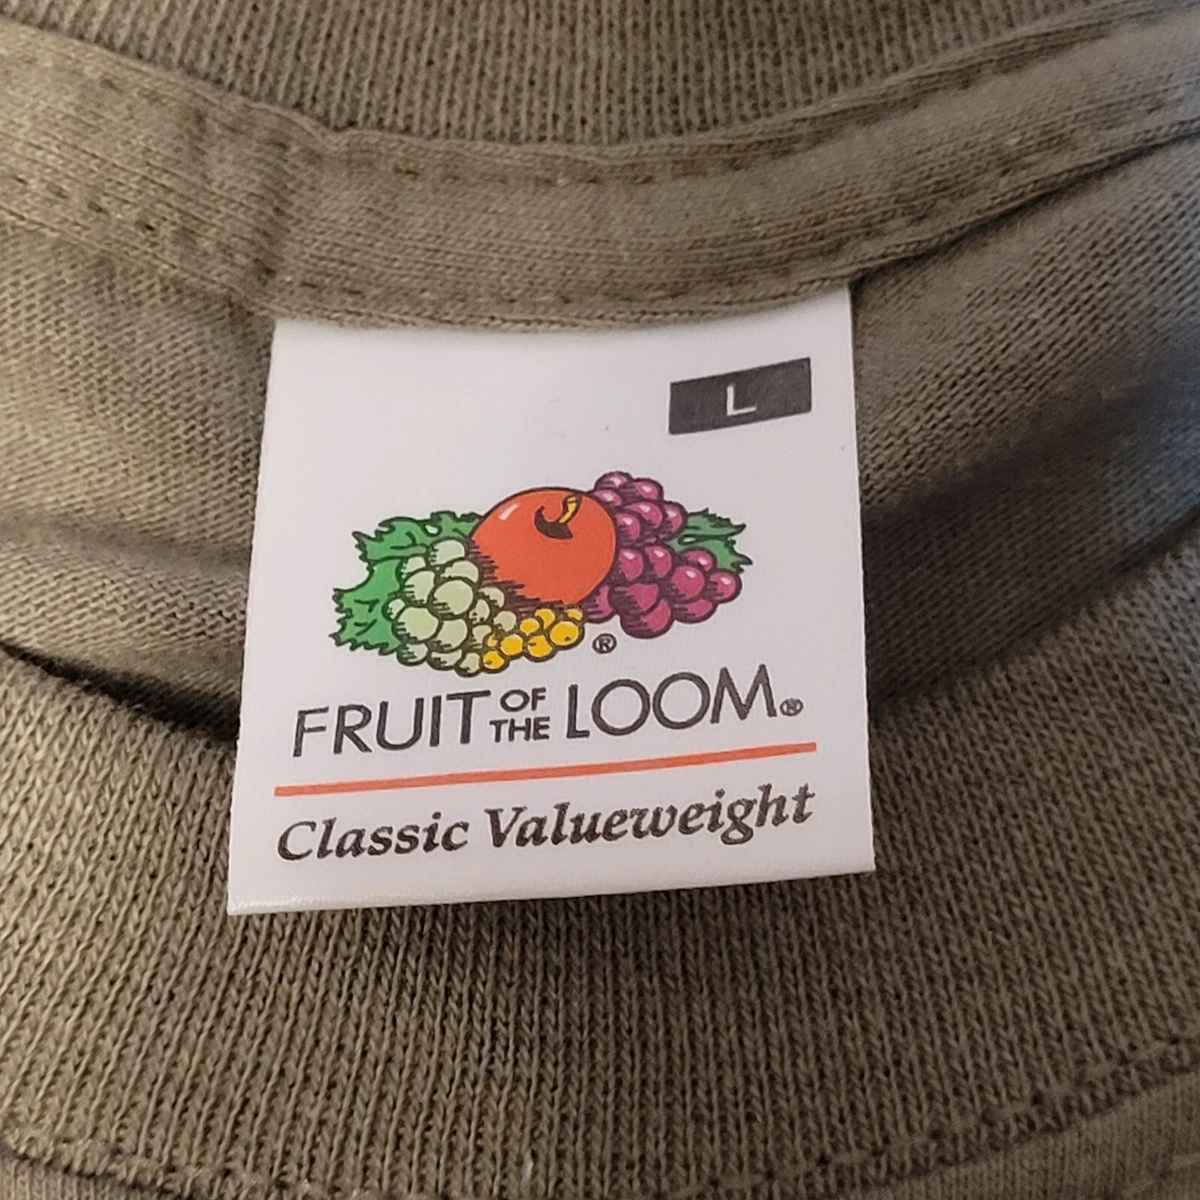 L
®
FRUIT OF THE LOOM®
Classic Valueweight